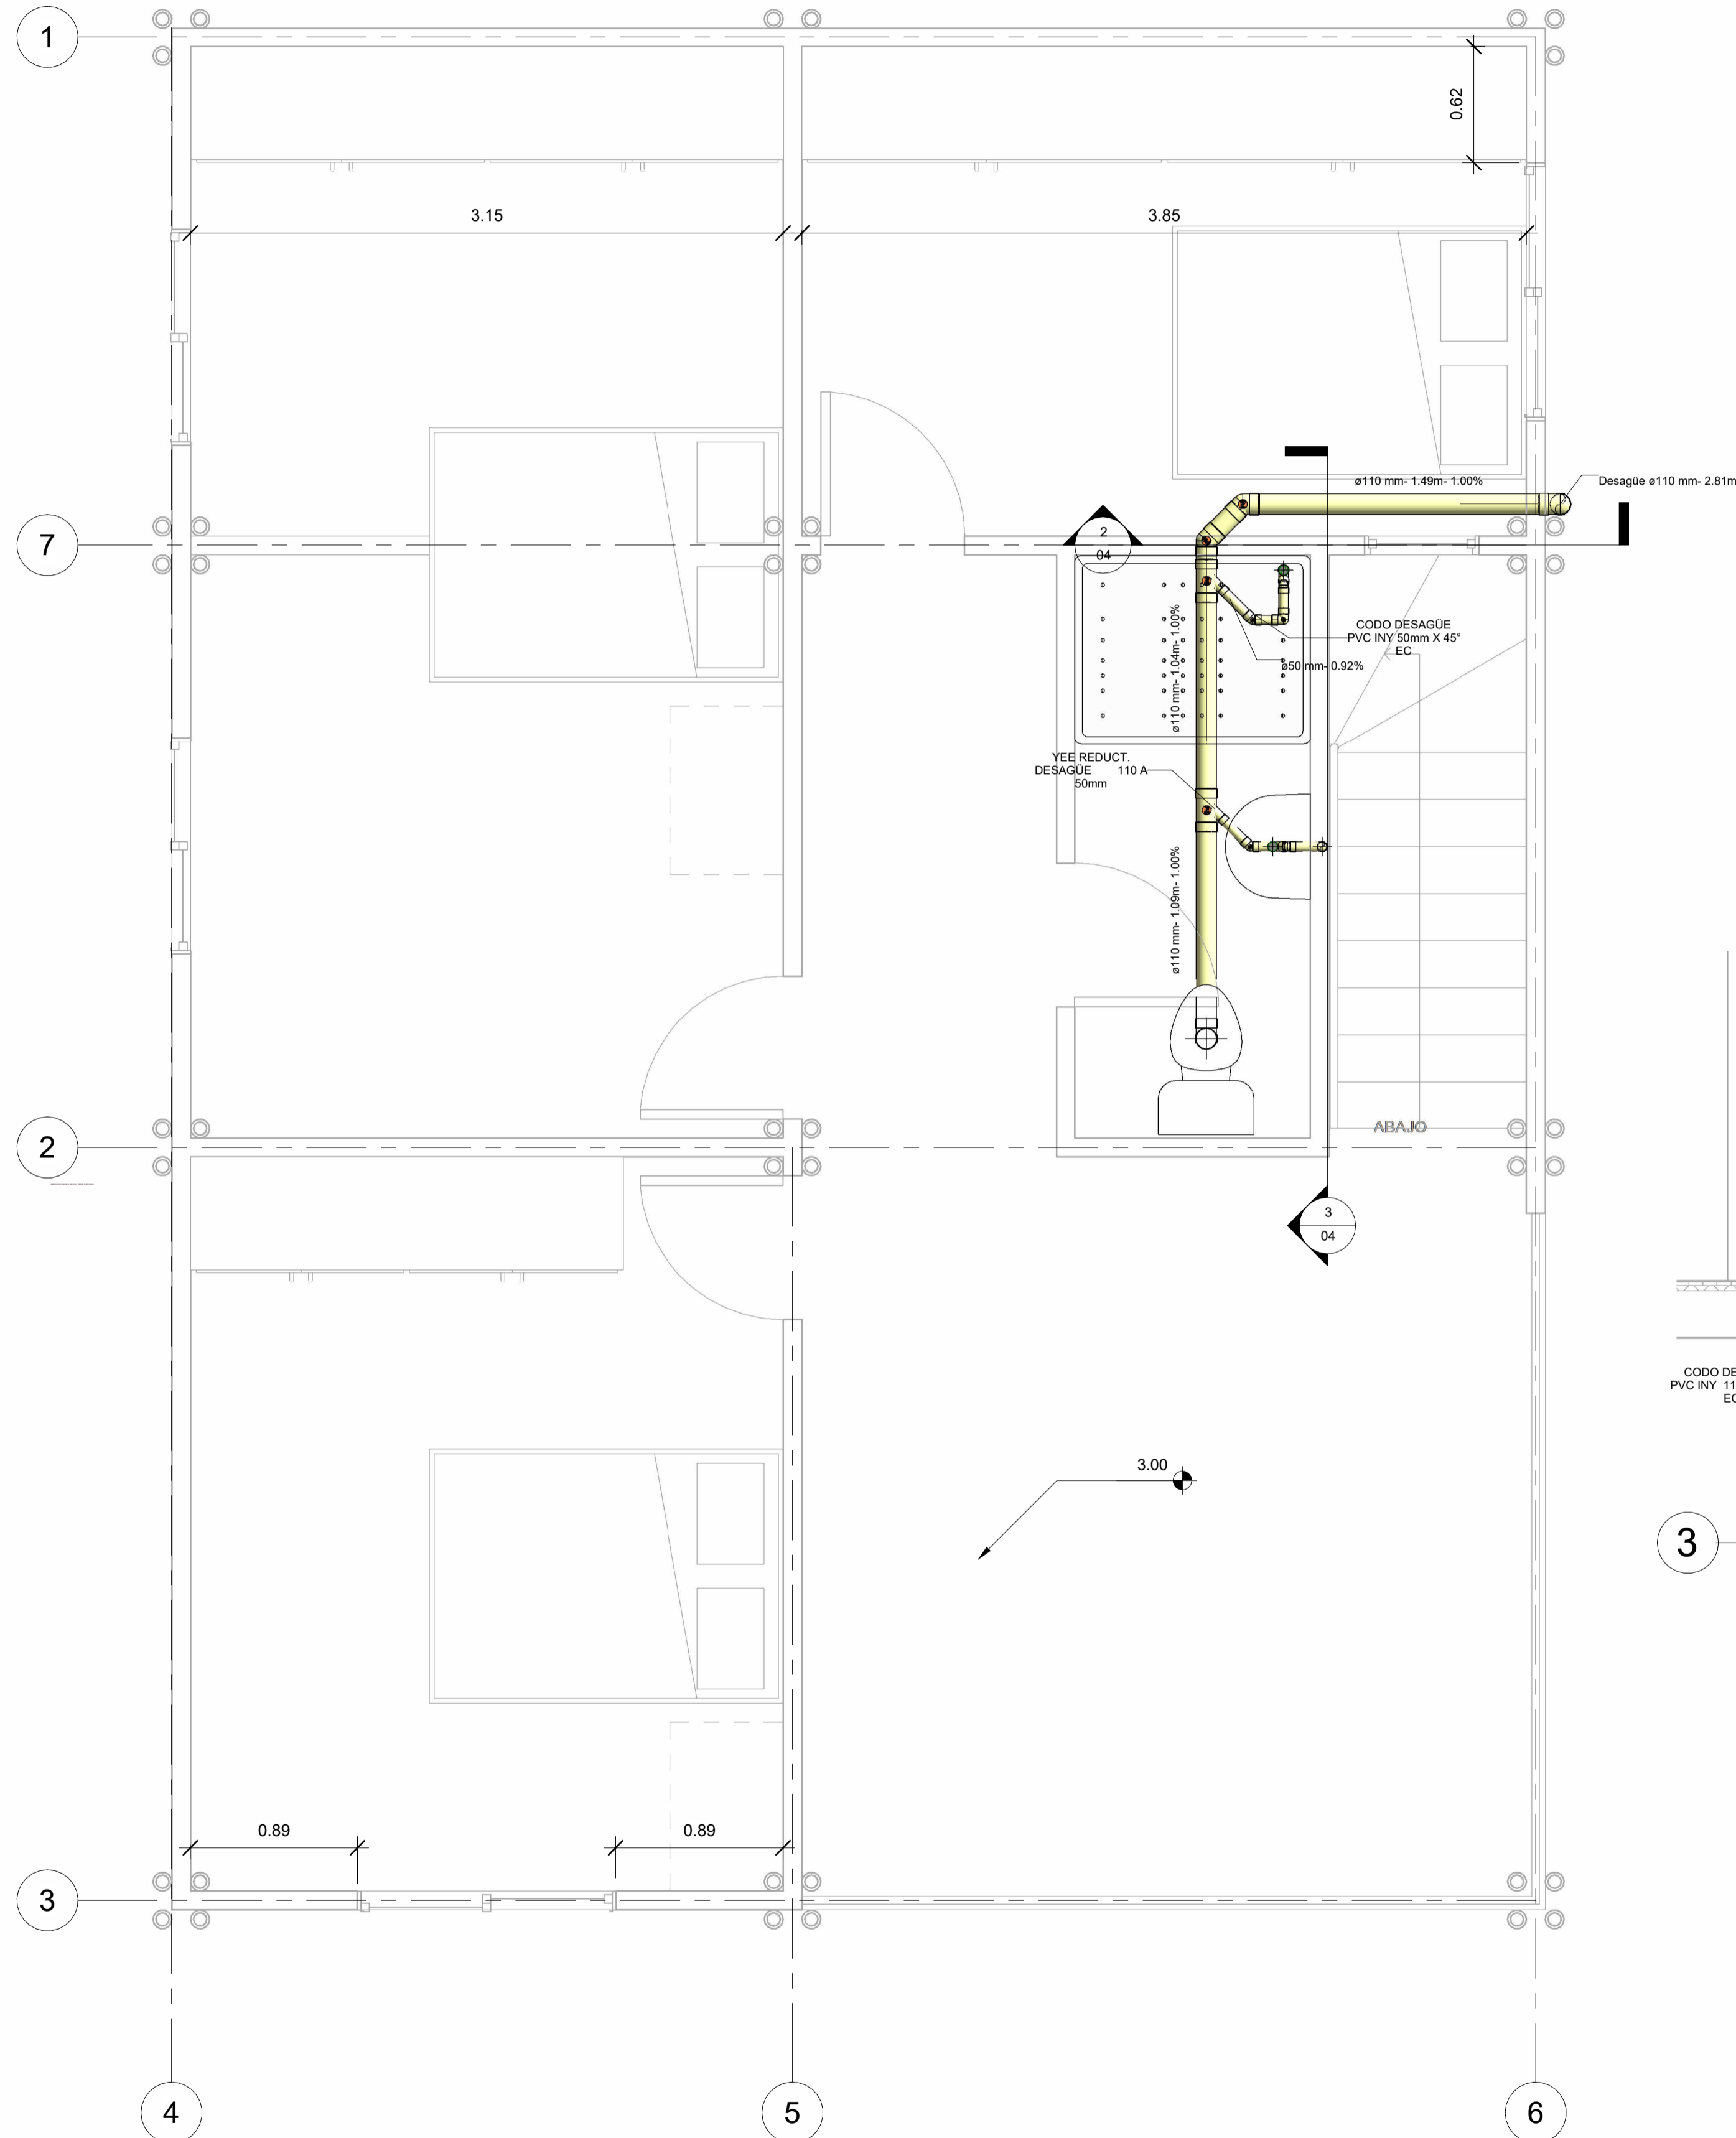 1
0.62
3.15
3.85
ø110 mm- 1.49m- 1.00%
Desagüe ø110 mm- 2.81m
7
2
04
CODO DESAGÜE
PVC INY 50mm X 45°
EC
ø50 mm- 0.92%
ø110 mm- 1.04m- 1.00%
YEE REDUCT.
DESAGÜE 110 A
50mm
ø110 mm- 1.09m- 1.00%
ABAJO
2
3
04
CODO DE
PVC INY 11
EC
3.00
3
0.89
0.89
3
4
5
6